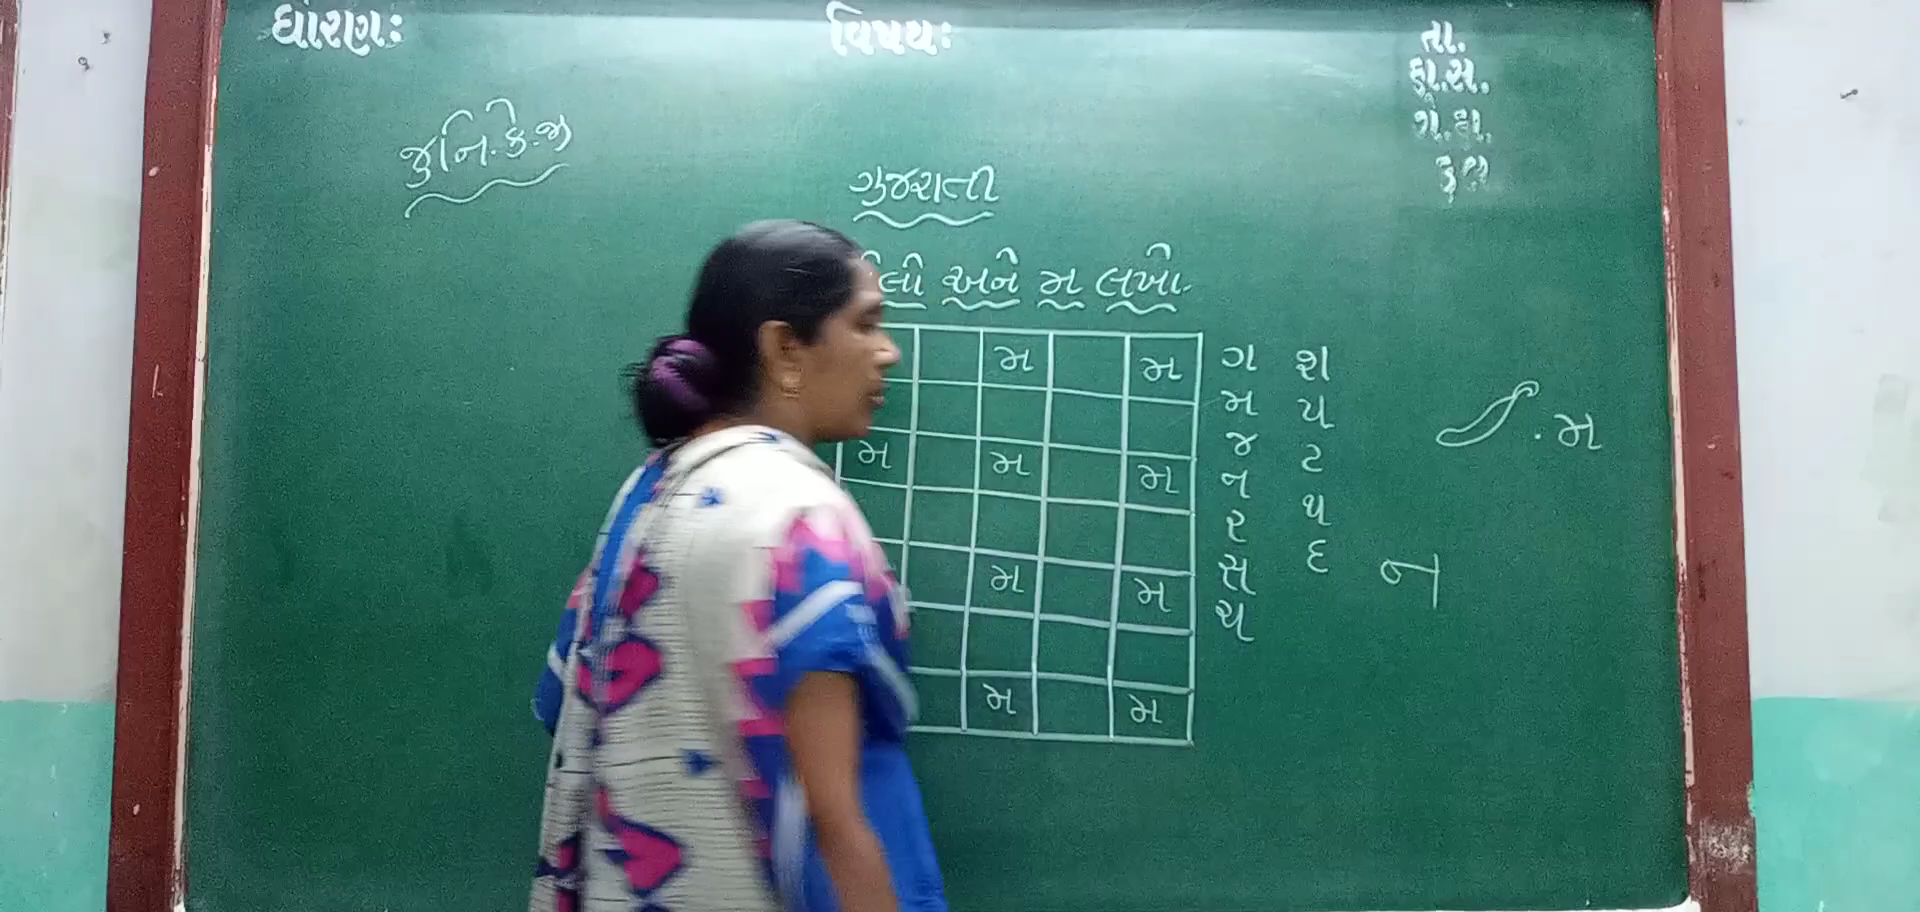 ધોરણઃ
વિષયઃ
તા.
હા.સ.
ગે.હા.
કુલ
જુનિ.કે.જી
ગુજરાતી
અને મ લખો.
મ મ
મ મ મ
મ મ
મ મ
ગ શ
મ પ
જ ટ
ન થ
ર દ
સ
થ
મ
ન